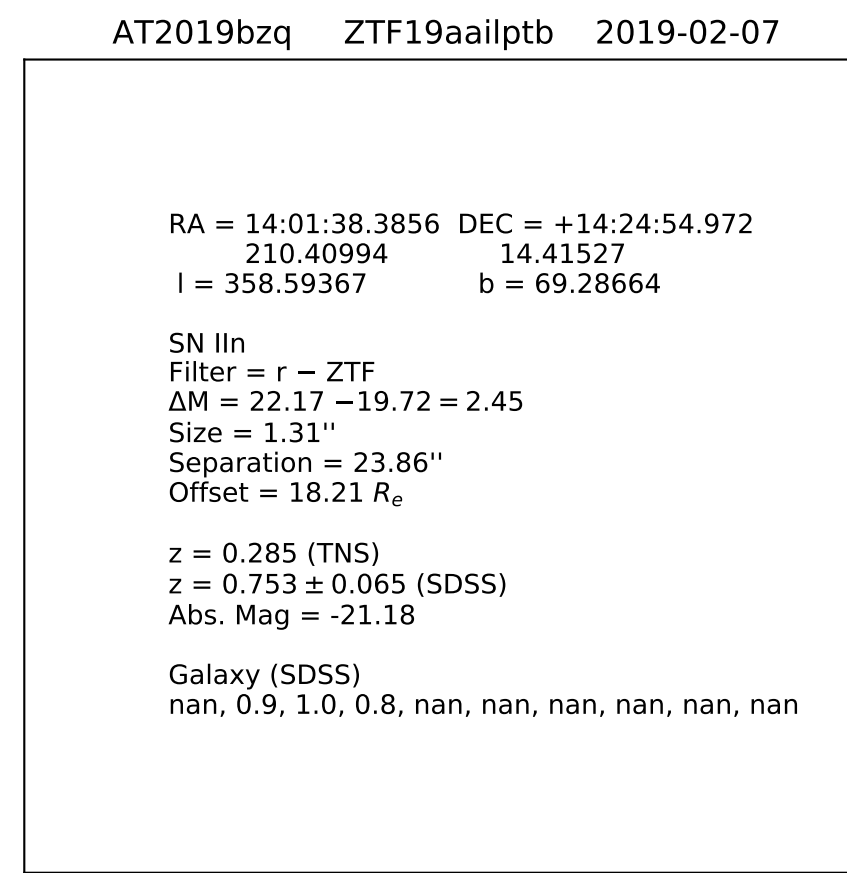 AT2019bzq ZTF19aailptb 2019-02-07
RA = 14:01:38.3856 DEC = +14:24:54.972
210.40994 14.41527
l = 358.59367 b = 69.28664
SN IIn
Filter = r − ZTF
ΔM = 22.17 −19.72 = 2.45
Size = 1.31''
Separation = 23.86''
Offset = 18.21 Rₑ
z = 0.285 (TNS)
z = 0.753 ± 0.065 (SDSS)
Abs. Mag = -21.18
Galaxy (SDSS)
nan, 0.9, 1.0, 0.8, nan, nan, nan, nan, nan, nan